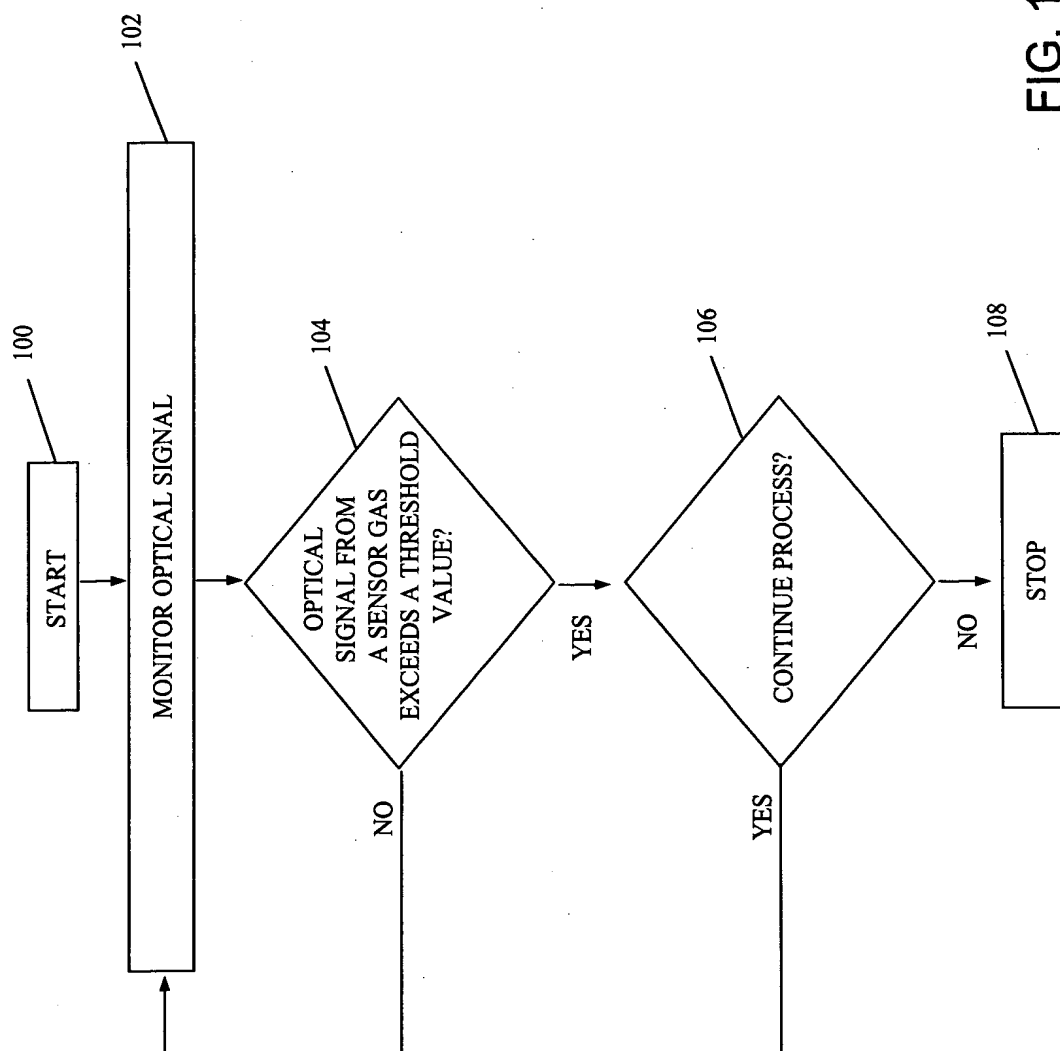 START
100
MONITOR OPTICAL SIGNAL
102
OPTICAL
SIGNAL FROM
A SENSOR GAS
EXCEEDS A THRESHOLD
VALUE?
104
NO
YES
CONTINUE PROCESS?
106
YES
NO
STOP
108
FIG. 1